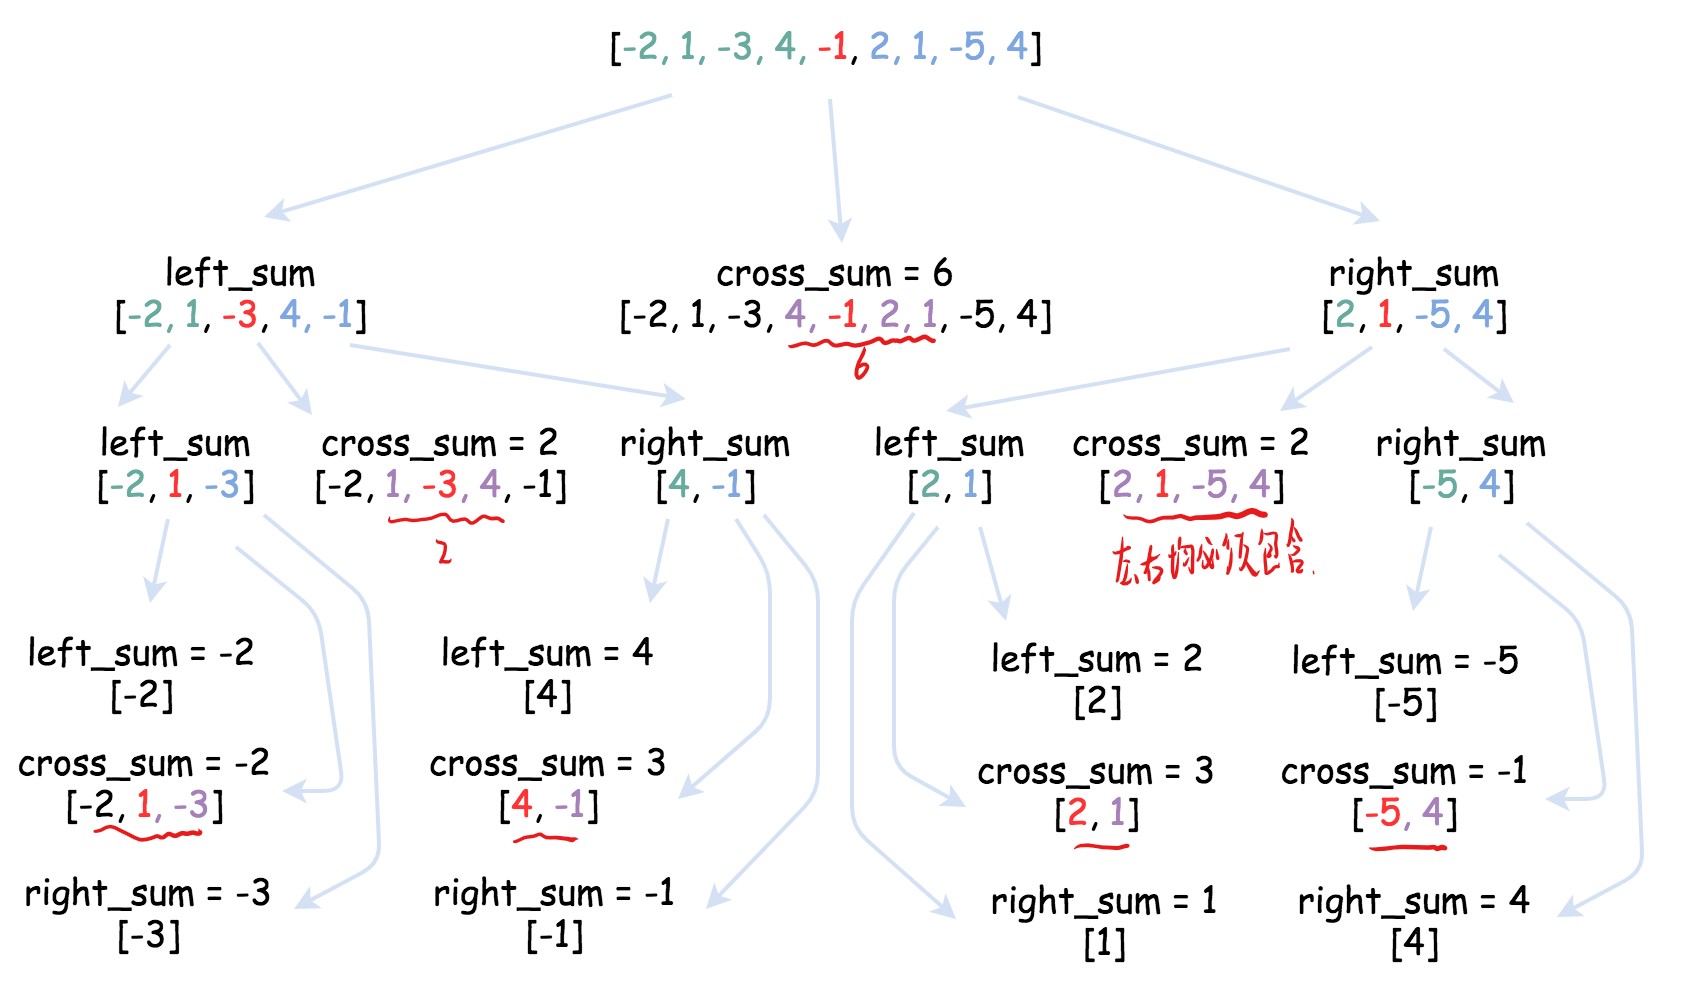 [-2, 1, -3, 4, -1, 2, 1, -5, 4]
left_sum
[-2, 1, -3, 4, -1]
cross_sum = 6
[-2, 1, -3, 4, -1, 2, 1, -5, 4]
6
right_sum
[2, 1, -5, 4]
left_sum
[-2, 1, -3]
cross_sum = 2
[-2, 1, -3, 4, -1]
2
right_sum
[4, -1]
left_sum
[2, 1]
cross_sum = 2
[2, 1, -5, 4]
左右均必须包含.
right_sum
[-5, 4]
left_sum = -2
[-2]
cross_sum = -2
[-2, 1, -3]
right_sum = -3
[-3]
left_sum = 4
[4]
cross_sum = 3
[4, -1]
right_sum = -1
[-1]
left_sum = 2
[2]
cross_sum = 3
[2, 1]
right_sum = 1
[1]
left_sum = -5
[-5]
cross_sum = -1
[-5, 4]
right_sum = 4
[4]